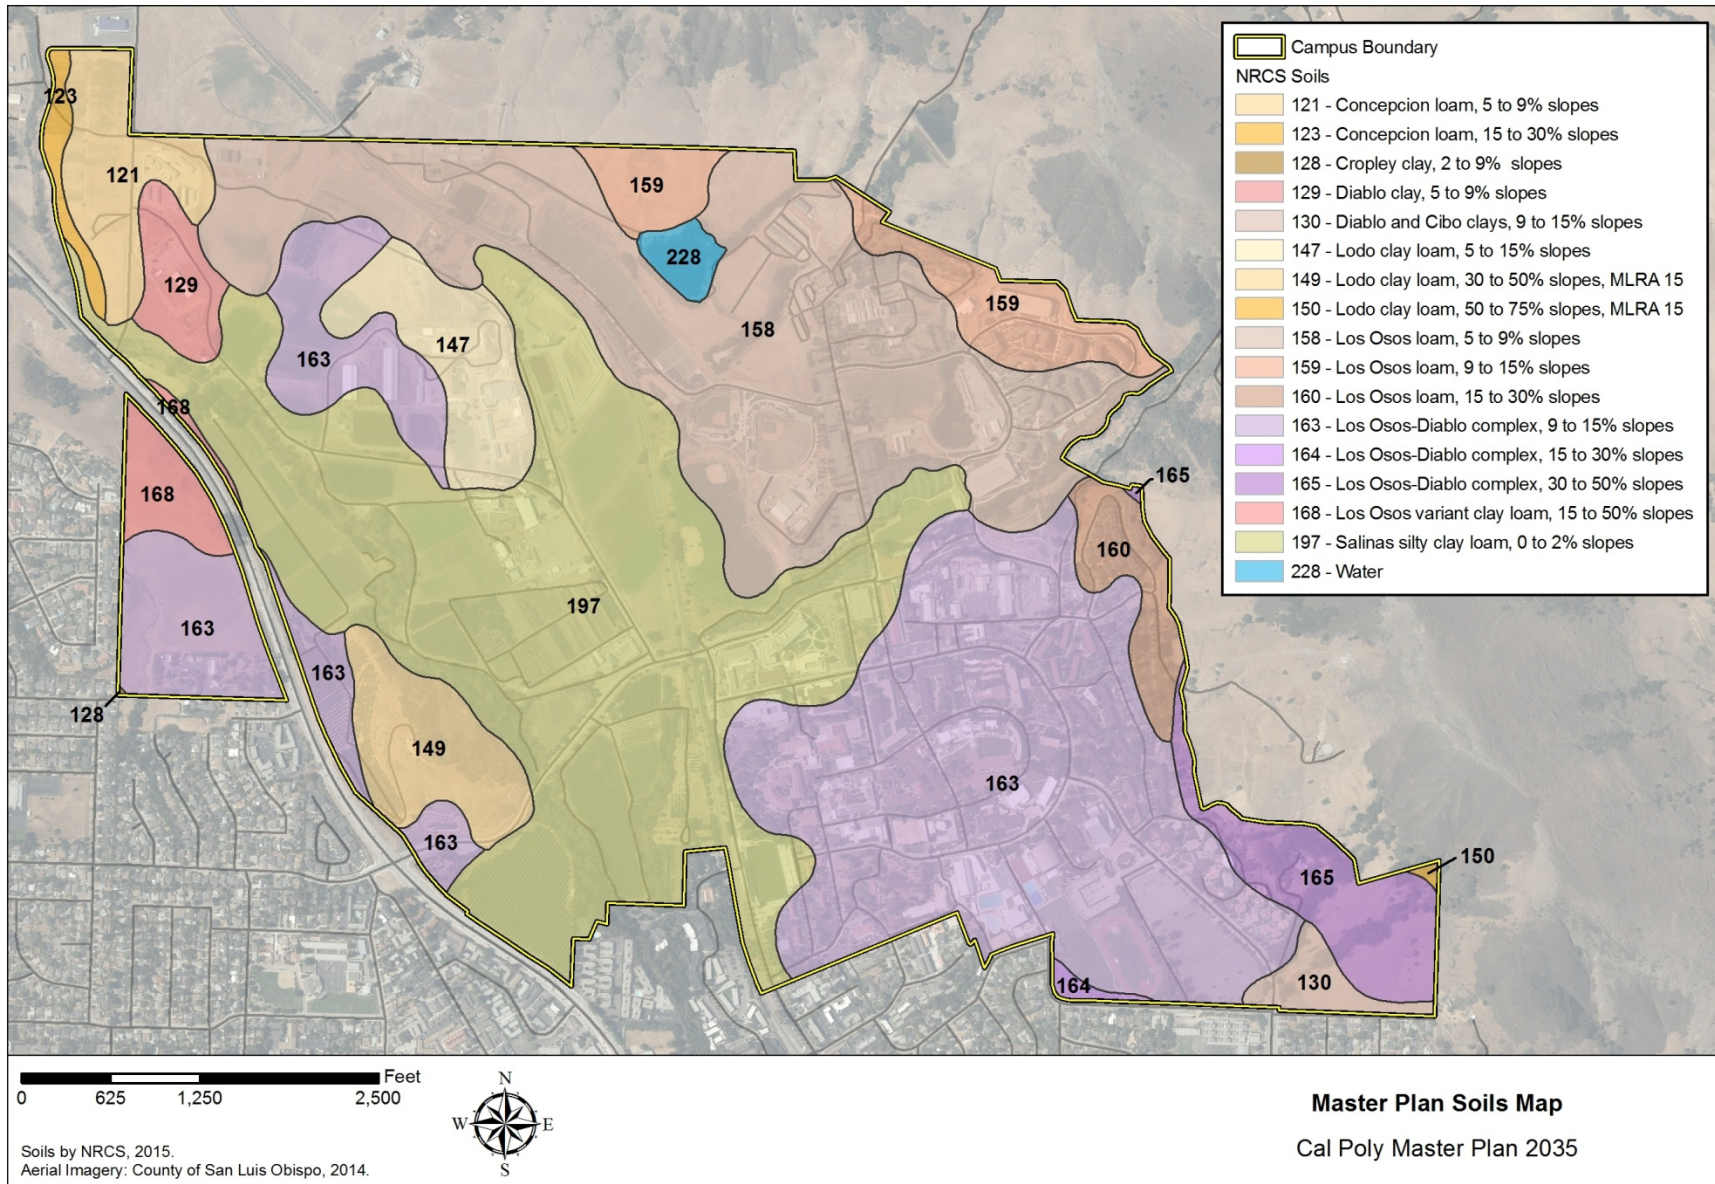 Campus Boundary
NRCS Soils
121 - Concepcion loam, 5 to 9% slopes
123 - Concepcion loam, 15 to 30% slopes
128 - Cropley clay, 2 to 9% slopes
129 - Diablo clay, 5 to 9% slopes
130 - Diablo and Cibo clays, 9 to 15% slopes
147 - Lodo clay loam, 5 to 15% slopes
149 - Lodo clay loam, 30 to 50% slopes, MLRA 15
150 - Lodo clay loam, 50 to 75% slopes, MLRA 15
158 - Los Osos loam, 5 to 9% slopes
159 - Los Osos loam, 9 to 15% slopes
160 - Los Osos loam, 15 to 30% slopes
163 - Los Osos-Diablo complex, 9 to 15% slopes
164 - Los Osos-Diablo complex, 15 to 30% slopes
165 - Los Osos-Diablo complex, 30 to 50% slopes
168 - Los Osos variant clay loam, 15 to 50% slopes
197 - Salinas silty clay loam, 0 to 2% slopes
228 - Water
123
121
159
228
129
159
158
147
163
168
165
168
160
197
163
163
128
149
163
163
150
165
130
164
Feet
0 625 1,250 2,500
N
W E
S
Soils by NRCS, 2015.
Aerial Imagery: County of San Luis Obispo, 2014.
Master Plan Soils Map
Cal Poly Master Plan 2035